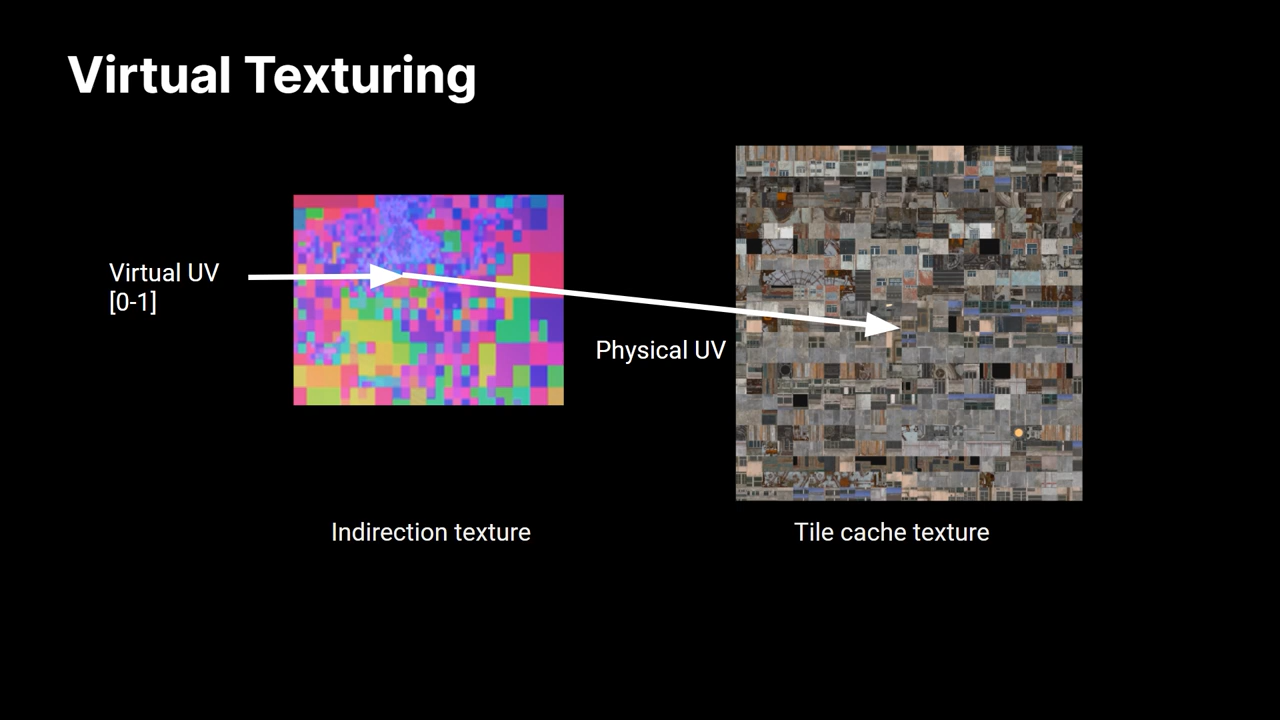 Virtual Texturing
Virtual UV
[0-1]
Physical UV
Indirection texture
Tile cache texture